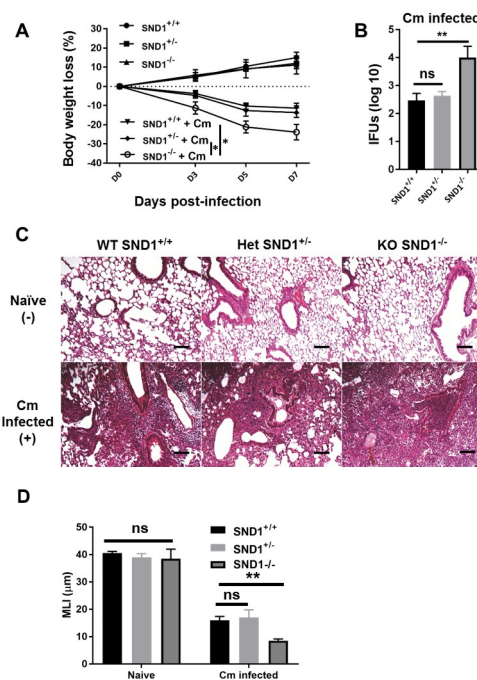 A
SND1+/+
SND1+/-
SND1-/-
Body weight loss (%)
30
20
10
0
-10
-20
-30
-40
SND1+/+ + Cm
SND1+/- + Cm
SND1-/- + Cm
*
*
D0
D3
D5
D7
Days post-infection
B
Cm infected
IFUs (log 10)
5
4
3
2
1
0
**
ns
SND1+/+
SND1+/-
SND1-/-
C
WT SND1+/+
Het SND1+/-
KO SND1-/-
Naïve
(-)
Cm
Infected
(+)
D
MLI (µm)
50
40
30
20
10
0
ns
SND1+/+
SND1+/-
SND1-/-
**
ns
Naive
Cm infected